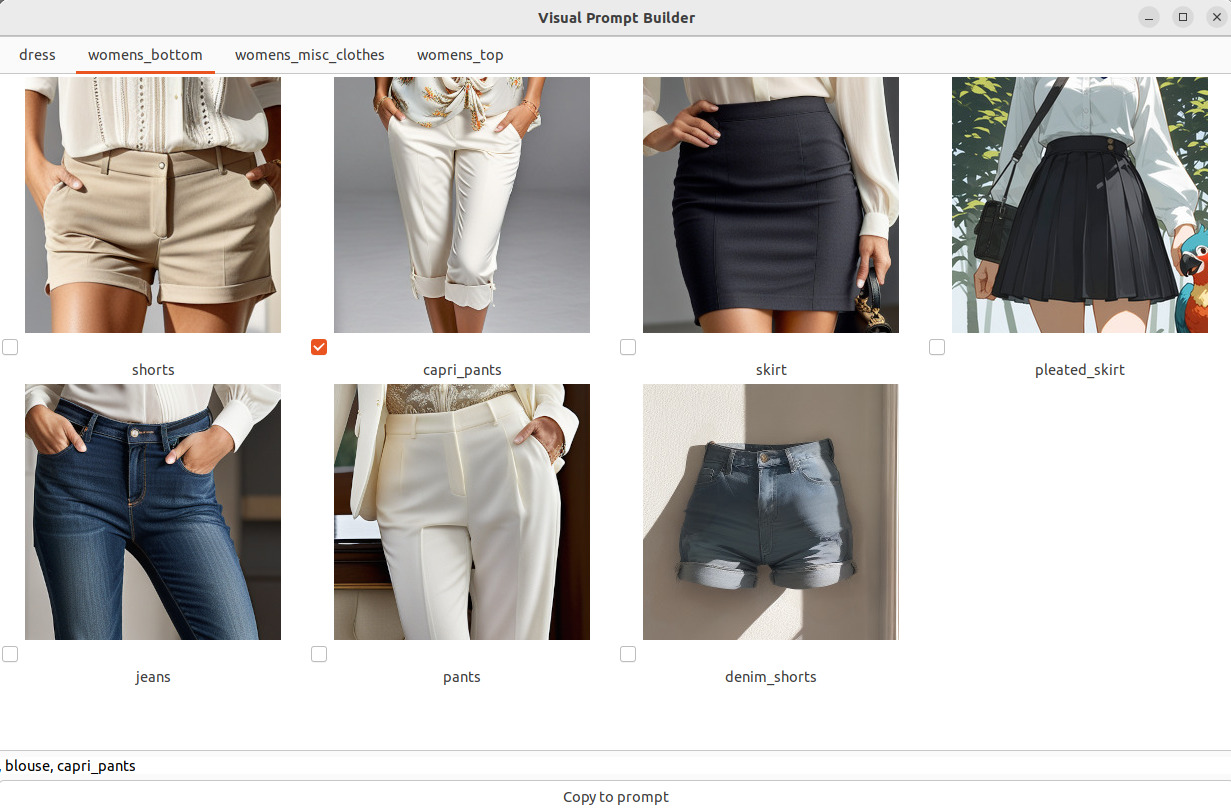 Visual Prompt Builder
dress womens_bottom womens_misc_clothes womens_top
shorts capri_pants skirt pleated_skirt
jeans pants denim_shorts
, blouse, capri_pants
Copy to prompt